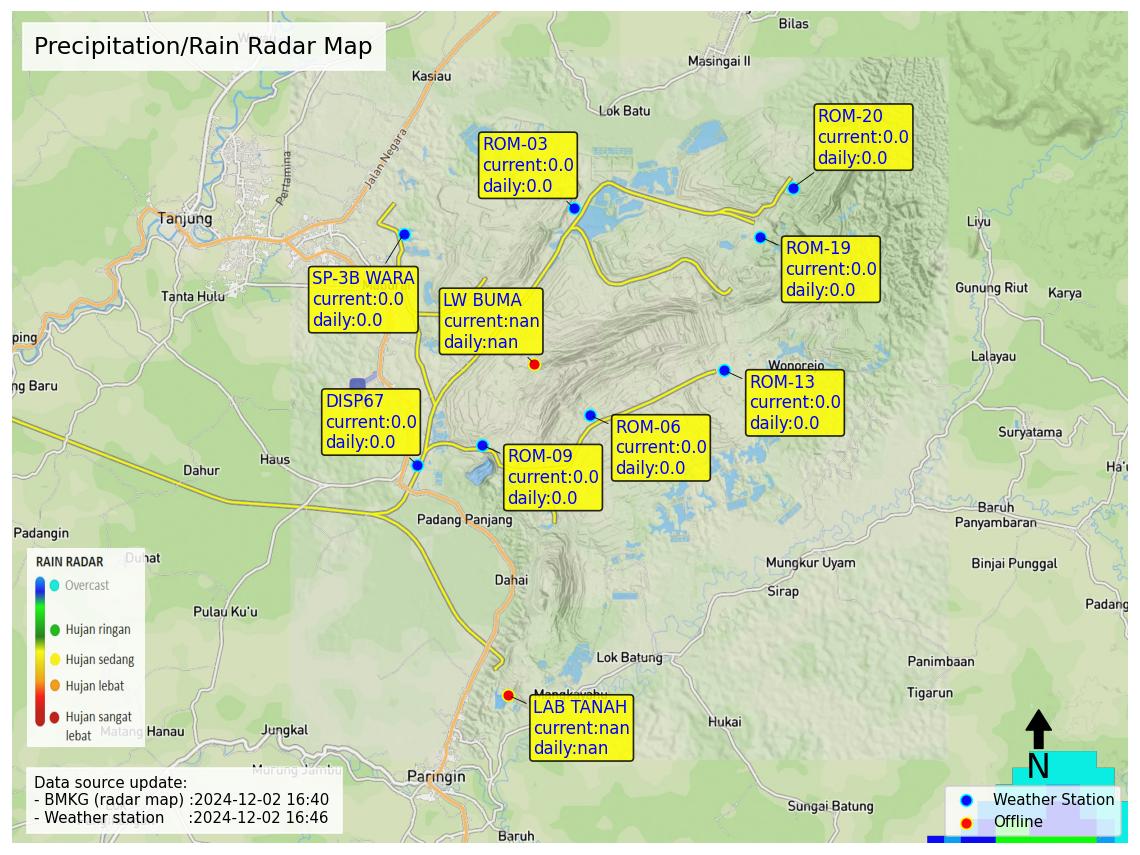 Precipitation/Rain Radar Map
Bilas
Masingai II
Kasiau
Lok Batu
Jalan Negara
Pertamina
Tanjung
Tanta Hulu
ping
ng Baru
ROM-03
current:0.0
daily:0.0
ROM-20
current:0.0
daily:0.0
ROM-19
current:0.0
daily:0.0
SP-3B WARA
current:0.0
daily:0.0
LW BUMA
current:nan
daily:nan
Liyu
Gunung Riut
Karya
Lalayau
Wonorejo
ROM-13
current:0.0
daily:0.0
DISP67
current:0.0
daily:0.0
ROM-06
current:0.0
daily:0.0
ROM-09
current:0.0
daily:0.0
Suryatama
Ha'u
Haus
Dahur
Padang Panjang
Baruh
Panyambaran
Padangin
Duhat
Dahai
Mungkur Uyam
Binjai Punggal
Sirap
Padang
Pulau Ku'u
Lok Batung
Panimbaan
Tigarun
Mangkayahu
LAB TANAH
current:nan
daily:nan
Hukai
Matang Hanau
Jungkal
Murung Jambu
Paringin
Sungai Batung
Baruh
RAIN RADAR
Overcast
Hujan ringan
Hujan sedang
Hujan lebat
Hujan sangat
lebat
Data source update:
- BMKG (radar map) :2024-12-02 16:40
- Weather station :2024-12-02 16:46
N
Weather Station
Offline